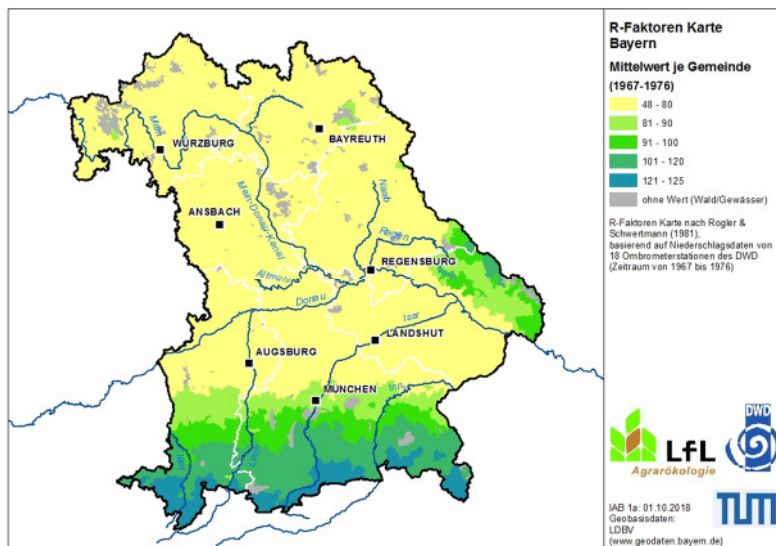 R-Faktoren Karte
Bayern
Mittelwert je Gemeinde
(1967-1976)
48 - 80
81 - 90
91 - 100
101 - 120
121 - 125
ohne Wert (Wald/Gewässer)
R-Faktoren Karte nach Rogler &
Schwertmann (1981),
basierend auf Niederschlagsdaten von
18 Ombrometerstationen des DWD
(Zeitraum von 1967 bis 1976)
Main
WÜRZBURG
BAYREUTH
Naab
Main-Donau-Kanal
ANSBACH
Regen
REGENSBURG
Altmühl
Donau
Isar
LANDSHUT
AUGSBURG
MÜNCHEN
Inn
Iller
Lech
DWD
LfL
Agrarökologie
TUM
IAB 1a: 01.10.2018
Geobasisdaten:
LDBV
(www.geodaten.bayern.de)